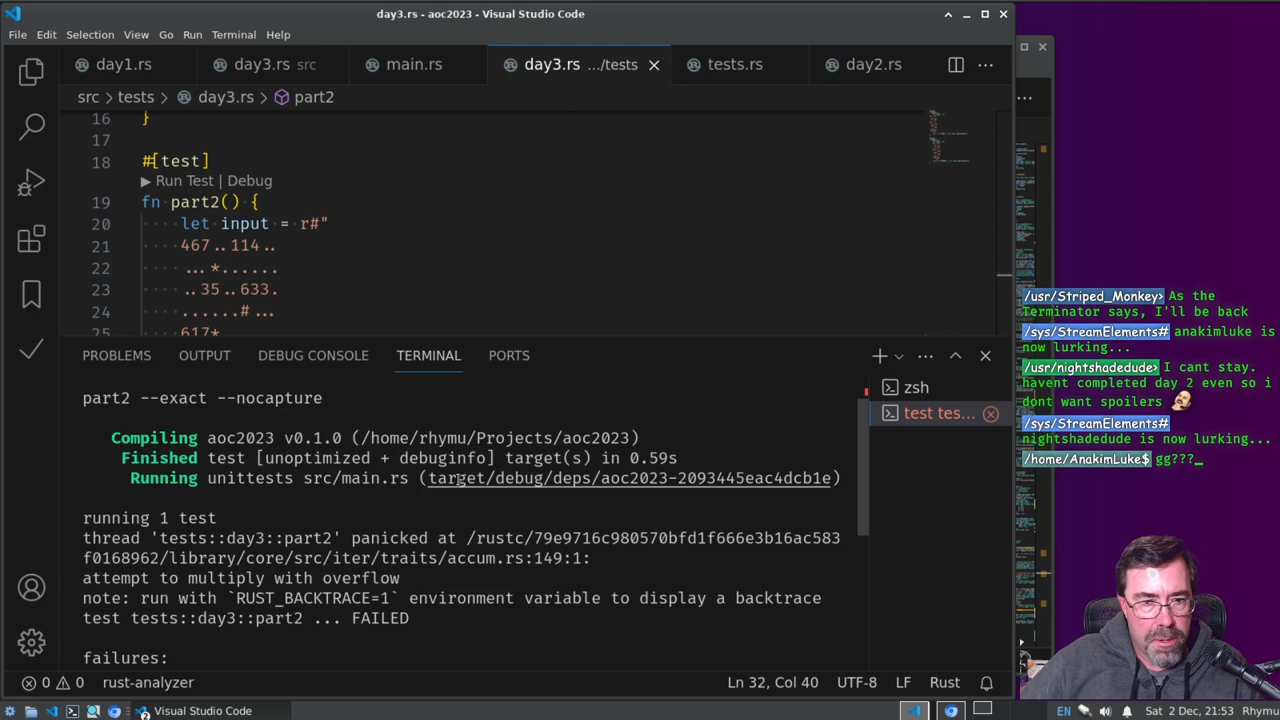 day3.rs - aoc2023 - Visual Studio Code
File Edit Selection View Go Run Terminal Help
day1.rs day3.rs src main.rs day3.rs .../tests tests.rs day2.rs
src > tests > day3.rs > part2
16 }
17
18 #[test]
▶ Run Test | Debug
19 fn part2() {
20 ····let input = r#"
21 ····467..114..
22 ····...*......
23 ····..35..633.
24 ····......#...
25 ····617*
PROBLEMS OUTPUT DEBUG CONSOLE TERMINAL PORTS
zsh
test tes...
part2 --exact --nocapture
Compiling aoc2023 v0.1.0 (/home/rhymu/Projects/aoc2023)
Finished test [unoptimized + debuginfo] target(s) in 0.59s
Running unittests src/main.rs (target/debug/deps/aoc2023-2093445eac4dcb1e)
running 1 test
thread 'tests::day3::part2' panicked at /rustc/79e9716c980570bfd1f666e3b16ac583
f0168962/library/core/src/iter/traits/accum.rs:149:1:
attempt to multiply with overflow
note: run with `RUST_BACKTRACE=1` environment variable to display a backtrace
test tests::day3::part2 ... FAILED
failures:
0 0 rust-analyzer Ln 32, Col 40 UTF-8 LF Rust
/usr/Striped_Monkey> As the
Terminator says, I'll be back
/sys/StreamElements# anakimluke is
now lurking...
/usr/nightshadedude> I cant stay.
havent completed day 2 even so i
dont want spoilers
/sys/StreamElements#
nightshadedude is now lurking...
/home/AnakimLuke$ gg???_
2 Visual Studio Code EN Sat 2 Dec, 21:53 Rhymu